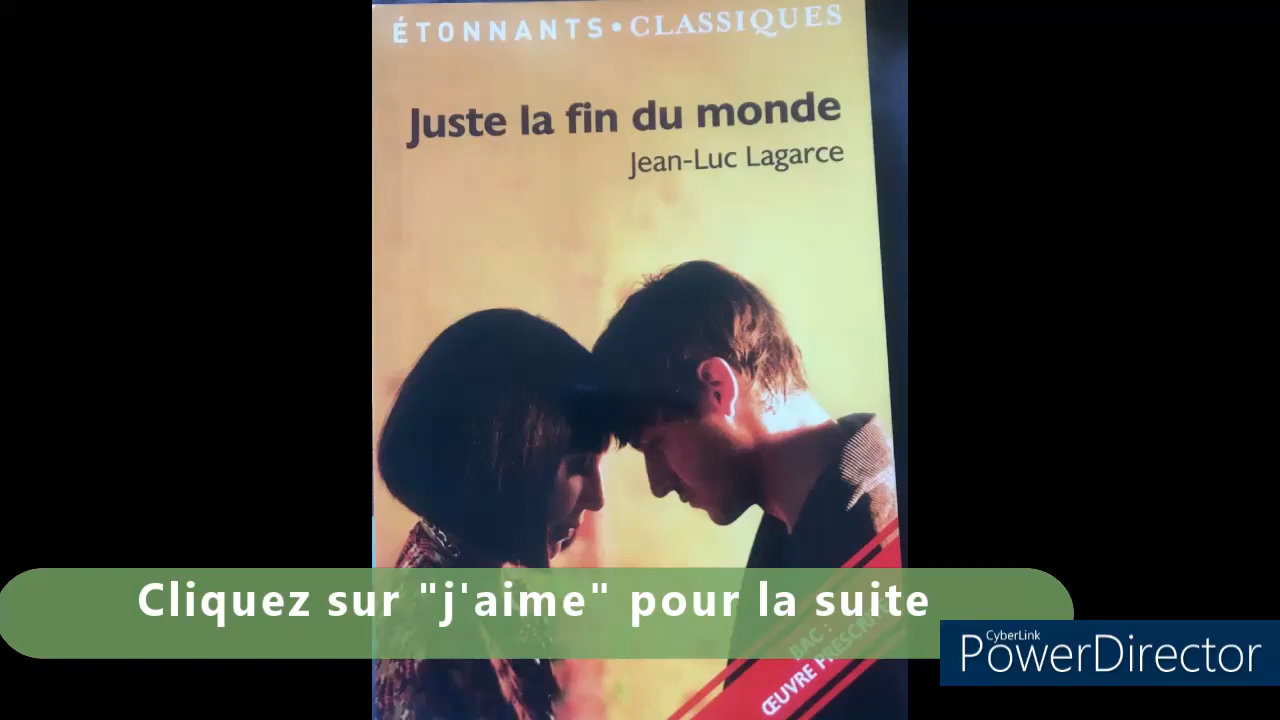 ÉTONNANTS•CLASSIQUES
Juste la fin du monde
Jean-Luc Lagarce
Cliquez sur "j'aime" pour la suite
BAC :
ŒUVRE PRESCRITE
CyberLink
PowerDirector